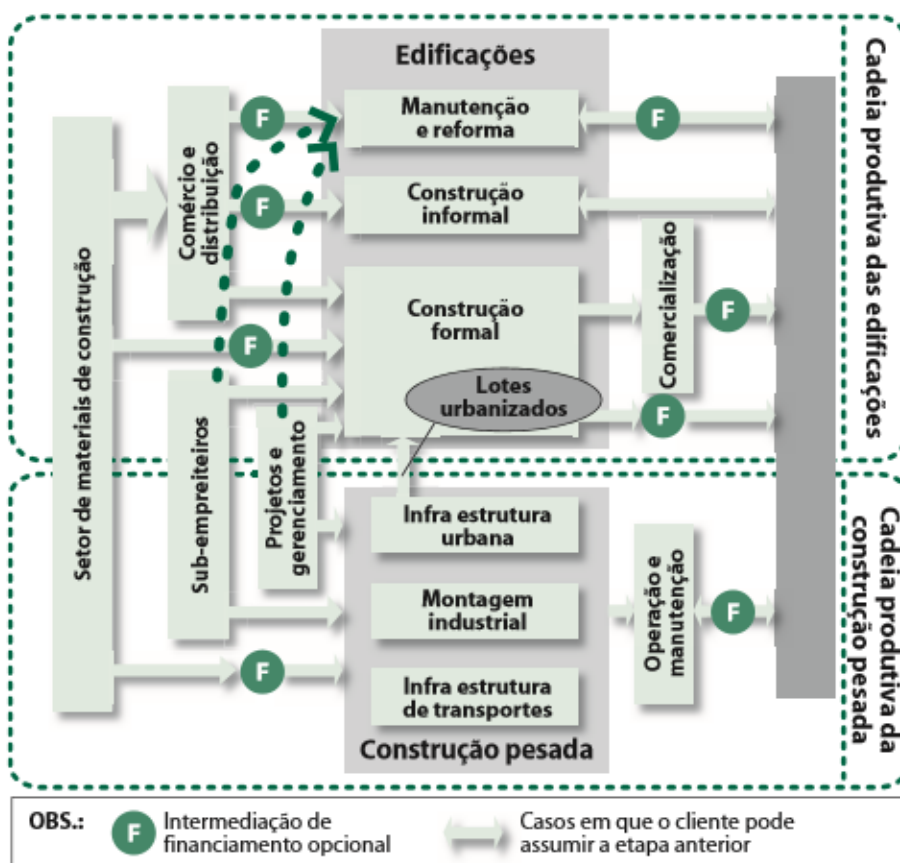 Edificações
Manutenção
e reforma
Construção
informal
Construção
formal
Lotes
urbanizados
Comércio e
distribuição
Setor de materiais de construção
Sub-empreiteiros
Projetos e
gerenciamento
Comercialização
F
F
F
F
F
F
Cadeia produtiva das edificações
Infra estrutura
urbana
Montagem
industrial
Infra estrutura
de transportes
Construção pesada
Operação e
manutenção
F
F
Cadeia produtiva da
construção pesada
OBS.:
F
Intermediação de
financiamento opcional
Casos em que o cliente pode
assumir a etapa anterior